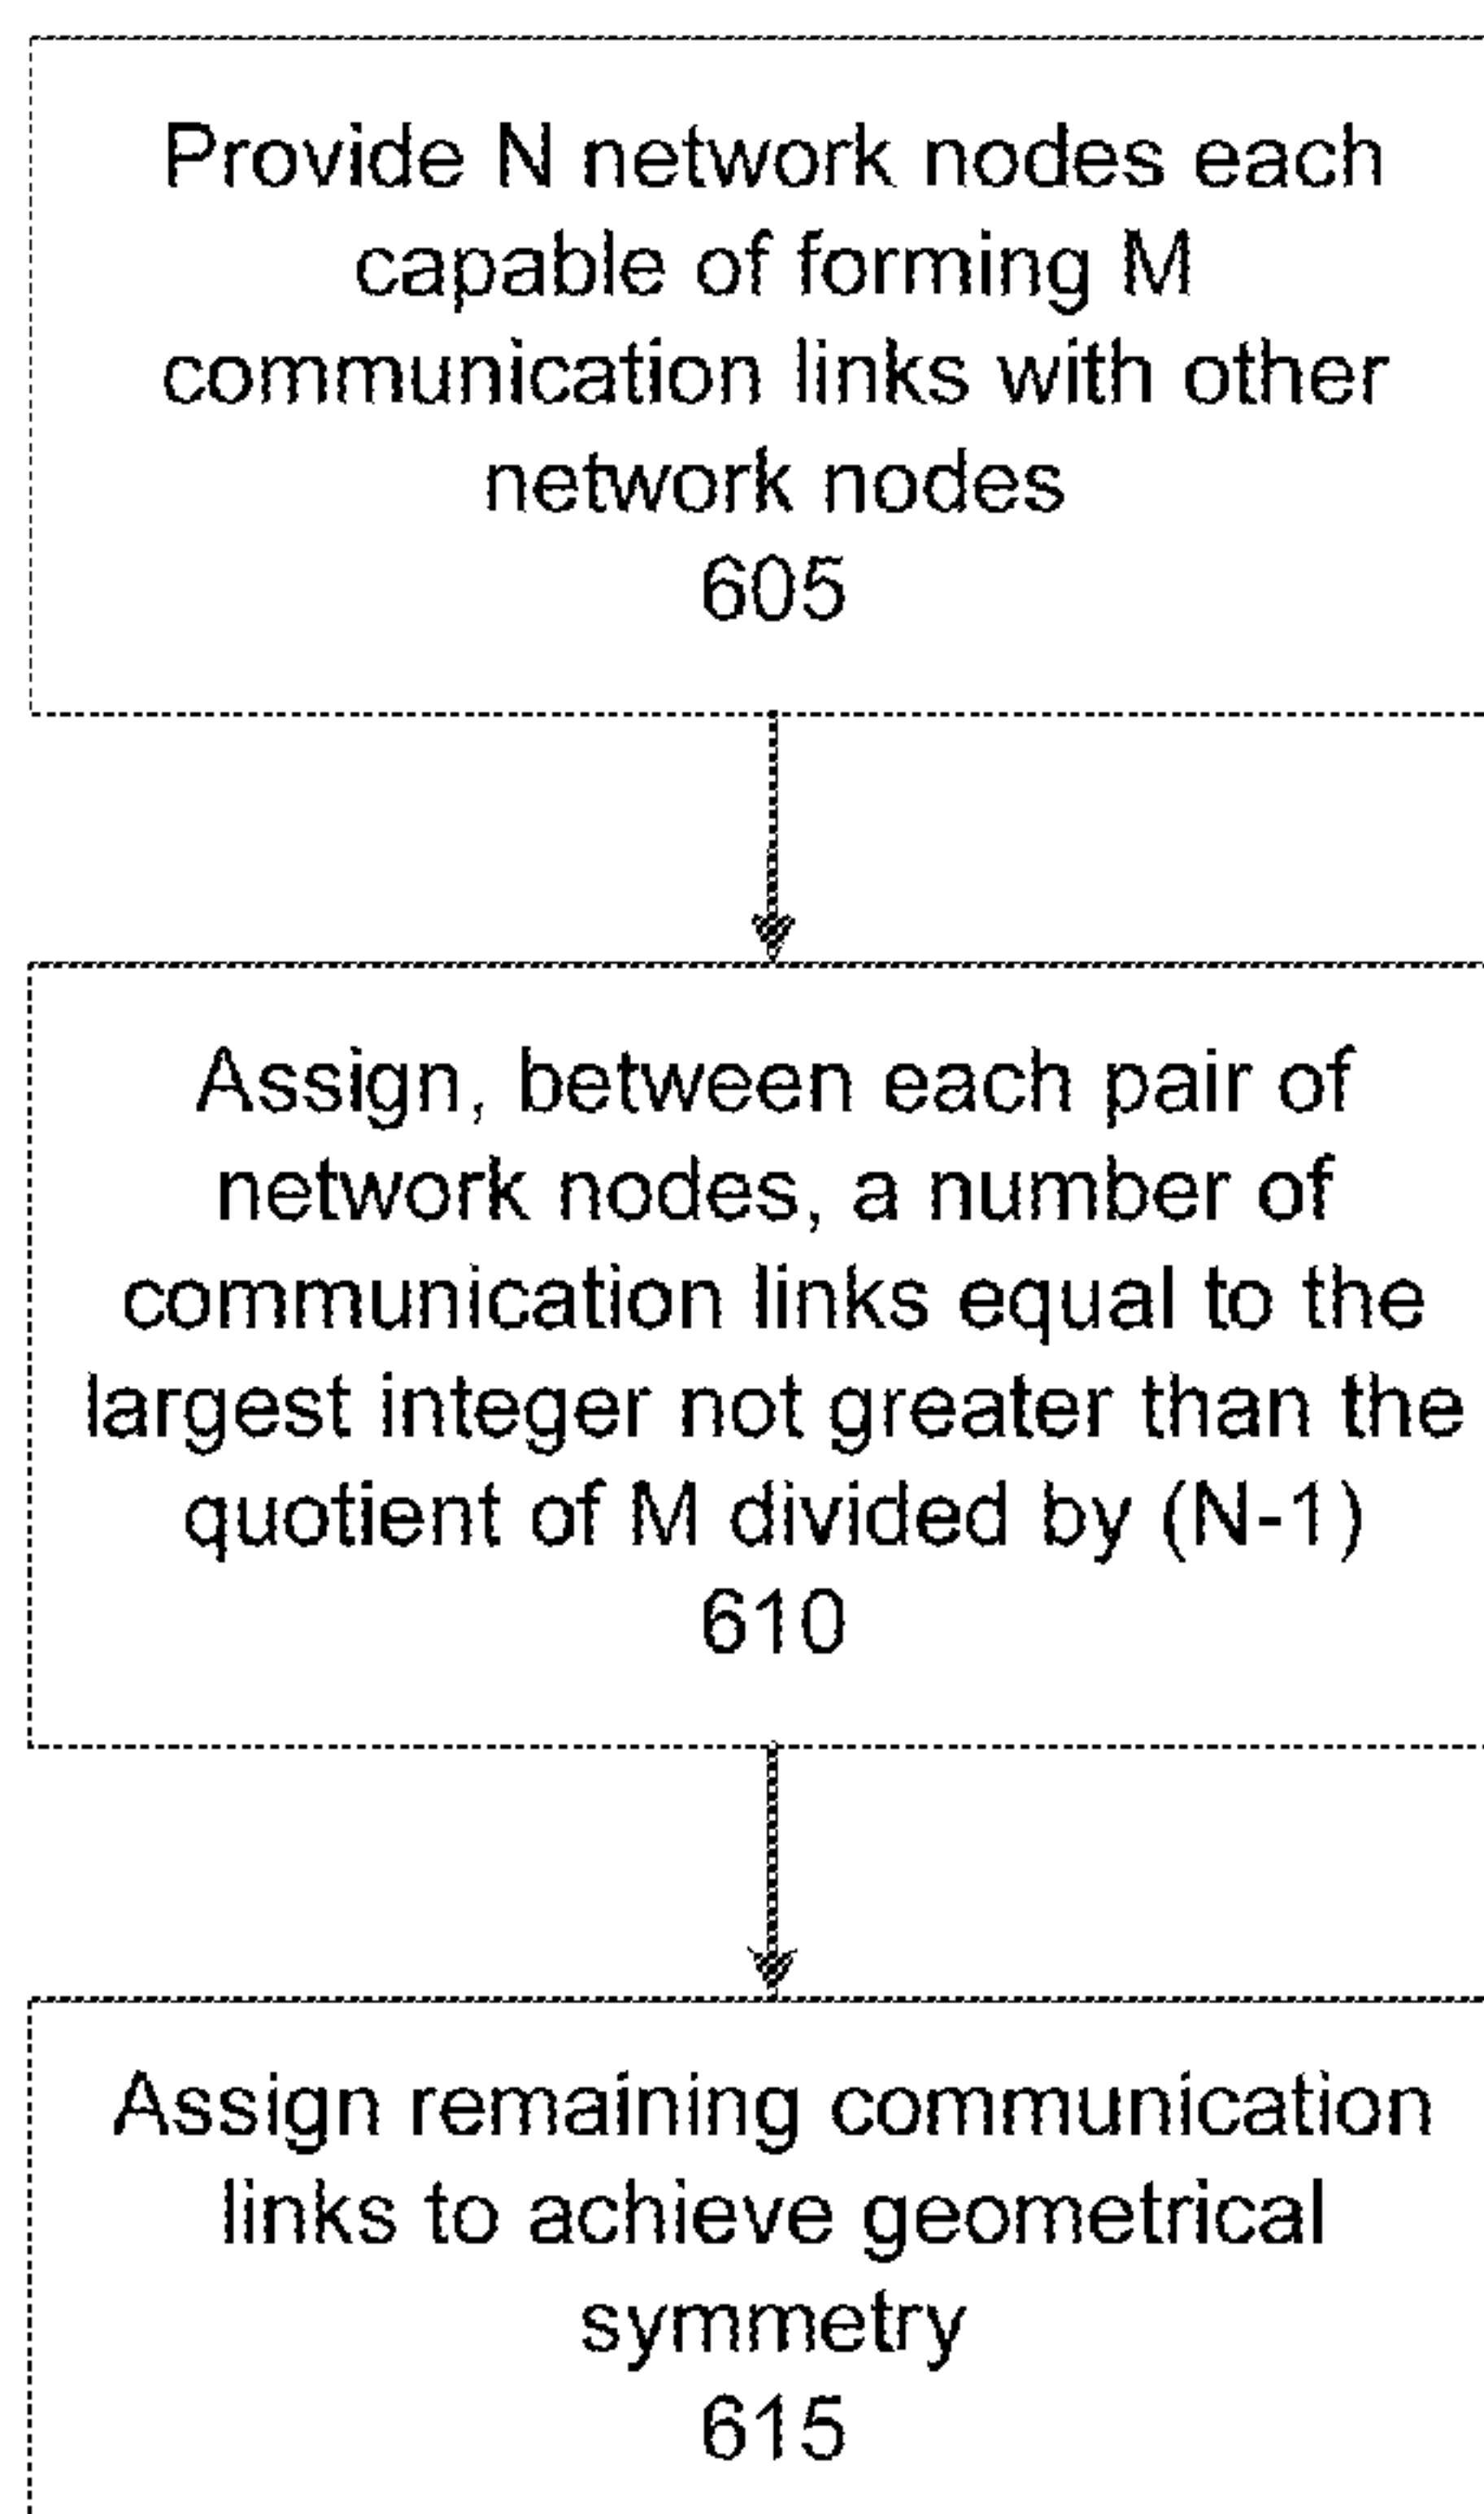 Provide N network nodes each
capable of forming M
communication links with other
network nodes
605
Assign, between each pair of
network nodes, a number of
communication links equal to the
largest integer not greater than the
quotient of M divided by (N-1)
610
Assign remaining communication
links to achieve geometrical
symmetry
615